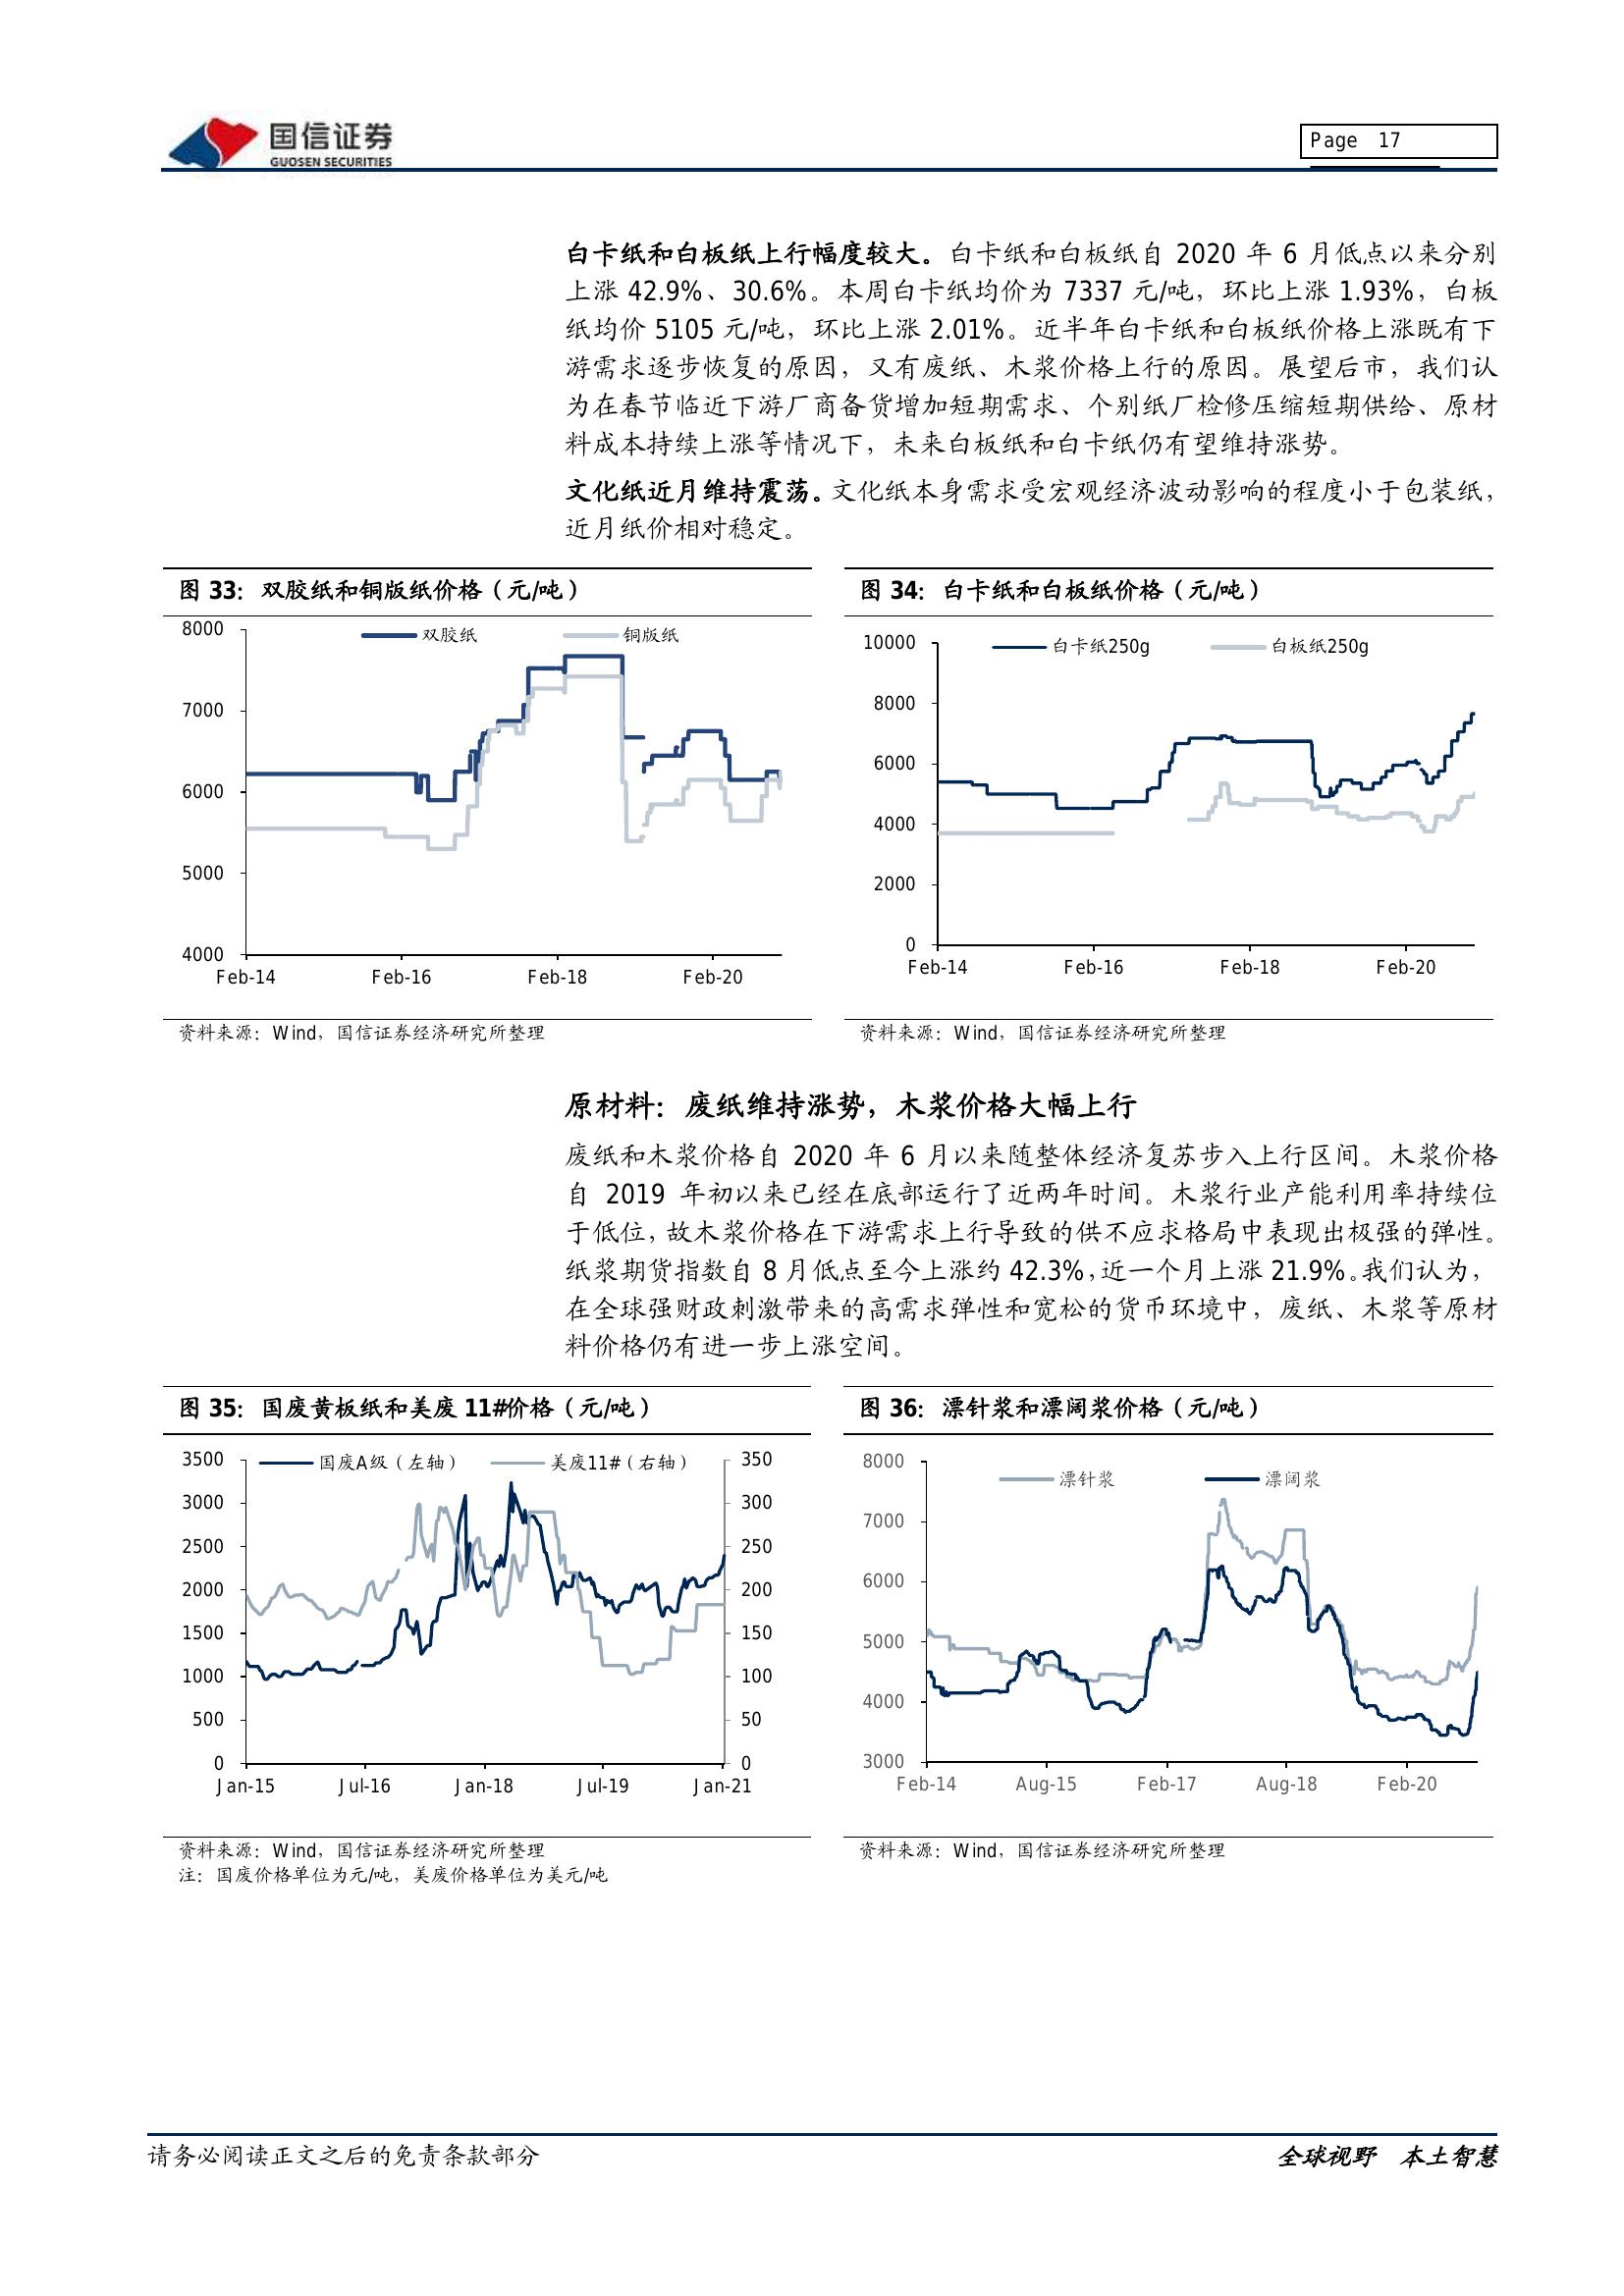 国信证券
GUOSEN SECURITIES
Page 17
白卡纸和白板纸上行幅度较大。白卡纸和白板纸自 2020 年 6 月低点以来分别
上涨 42.9%、30.6%。本周白卡纸均价为 7337 元/吨，环比上涨 1.93%，白板
纸均价 5105 元/吨，环比上涨 2.01%。近半年白卡纸和白板纸价格上涨既有下
游需求逐步恢复的原因，又有废纸、木浆价格上行的原因。展望后市，我们认
为在春节临近下游厂商备货增加短期需求、个别纸厂检修压缩短期供给、原材
料成本持续上涨等情况下，未来白板纸和白卡纸仍有望维持涨势。
文化纸近月维持震荡。文化纸本身需求受宏观经济波动影响的程度小于包装纸，
近月纸价相对稳定。
图 33：双胶纸和铜版纸价格（元/吨）
双胶纸 铜版纸
8000
7000
6000
5000
4000
Feb-14 Feb-16 Feb-18 Feb-20
资料来源：Wind，国信证券经济研究所整理
图 34：白卡纸和白板纸价格（元/吨）
白卡纸250g 白板纸250g
10000
8000
6000
4000
2000
0
Feb-14 Feb-16 Feb-18 Feb-20
资料来源：Wind，国信证券经济研究所整理
原材料：废纸维持涨势，木浆价格大幅上行
废纸和木浆价格自 2020 年 6 月以来随整体经济复苏步入上行区间。木浆价格
自 2019 年初以来已经在底部运行了近两年时间。木浆行业产能利用率持续位
于低位，故木浆价格在下游需求上行导致的供不应求格局中表现出极强的弹性。
纸浆期货指数自 8 月低点至今上涨约 42.3%，近一个月上涨 21.9%。我们认为，
在全球强财政刺激带来的高需求弹性和宽松的货币环境中，废纸、木浆等原材
料价格仍有进一步上涨空间。
图 35：国废黄板纸和美废 11#价格（元/吨）
国废A级（左轴） 美废11#（右轴）
3500 350
3000 300
2500 250
2000 200
1500 150
1000 100
500 50
0 0
Jan-15 Jul-16 Jan-18 Jul-19 Jan-21
资料来源：Wind，国信证券经济研究所整理
注：国废价格单位为元/吨，美废价格单位为美元/吨
图 36：漂针浆和漂阔浆价格（元/吨）
漂针浆 漂阔浆
8000
7000
6000
5000
4000
3000
Feb-14 Aug-15 Feb-17 Aug-18 Feb-20
资料来源：Wind，国信证券经济研究所整理
请务必阅读正文之后的免责条款部分
全球视野 本土智慧